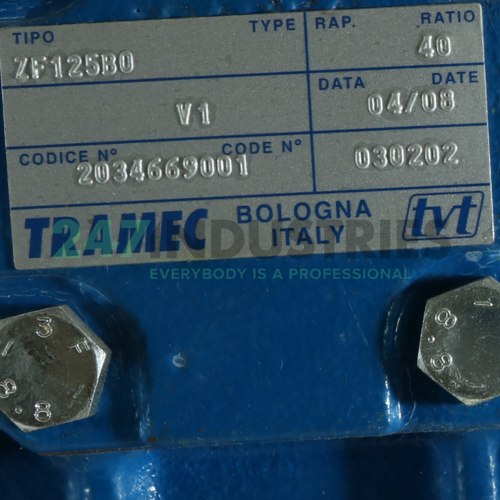 TIPO TYPE RAP. RATIO
ZF125B0 40
DATA DATE
V1 04/08
CODICE N° CODE N°
2034669001 030202
TRAMEC BOLOGNA ITALY tvt
RAM INDUSTRIES
EVERYBODY IS A PROFESSIONAL
3 F
8.8
8.8